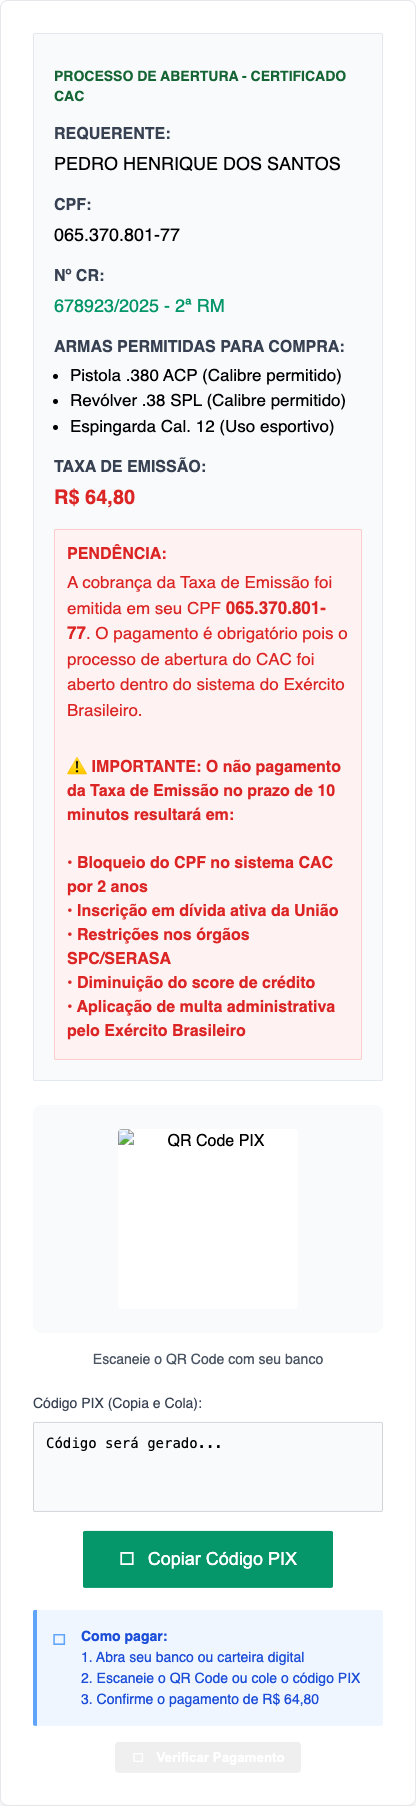 PROCESSO DE ABERTURA - CERTIFICADO
CAC
REQUERENTE:
PEDRO HENRIQUE DOS SANTOS
CPF:
065.370.801-77
Nº CR:
678923/2025 - 2ª RM
ARMAS PERMITIDAS PARA COMPRA:
• Pistola .380 ACP (Calibre permitido)
• Revólver .38 SPL (Calibre permitido)
• Espingarda Cal. 12 (Uso esportivo)
TAXA DE EMISSÃO:
R$ 64,80
PENDÊNCIA:
A cobrança da Taxa de Emissão foi
emitida em seu CPF 065.370.801-
77. O pagamento é obrigatório pois o
processo de abertura do CAC foi
aberto dentro do sistema do Exército
Brasileiro.
⚠️ IMPORTANTE: O não pagamento
da Taxa de Emissão no prazo de 10
minutos resultará em:
• Bloqueio do CPF no sistema CAC
por 2 anos
• Inscrição em dívida ativa da União
• Restrições nos órgãos
SPC/SERASA
• Diminuição do score de crédito
• Aplicação de multa administrativa
pelo Exército Brasileiro
QR Code PIX
Escaneie o QR Code com seu banco
Código PIX (Copia e Cola):
Código será gerado...
Copiar Código PIX
Como pagar:
1. Abra seu banco ou carteira digital
2. Escaneie o QR Code ou cole o código PIX
3. Confirme o pagamento de R$ 64,80
Verificar Pagamento